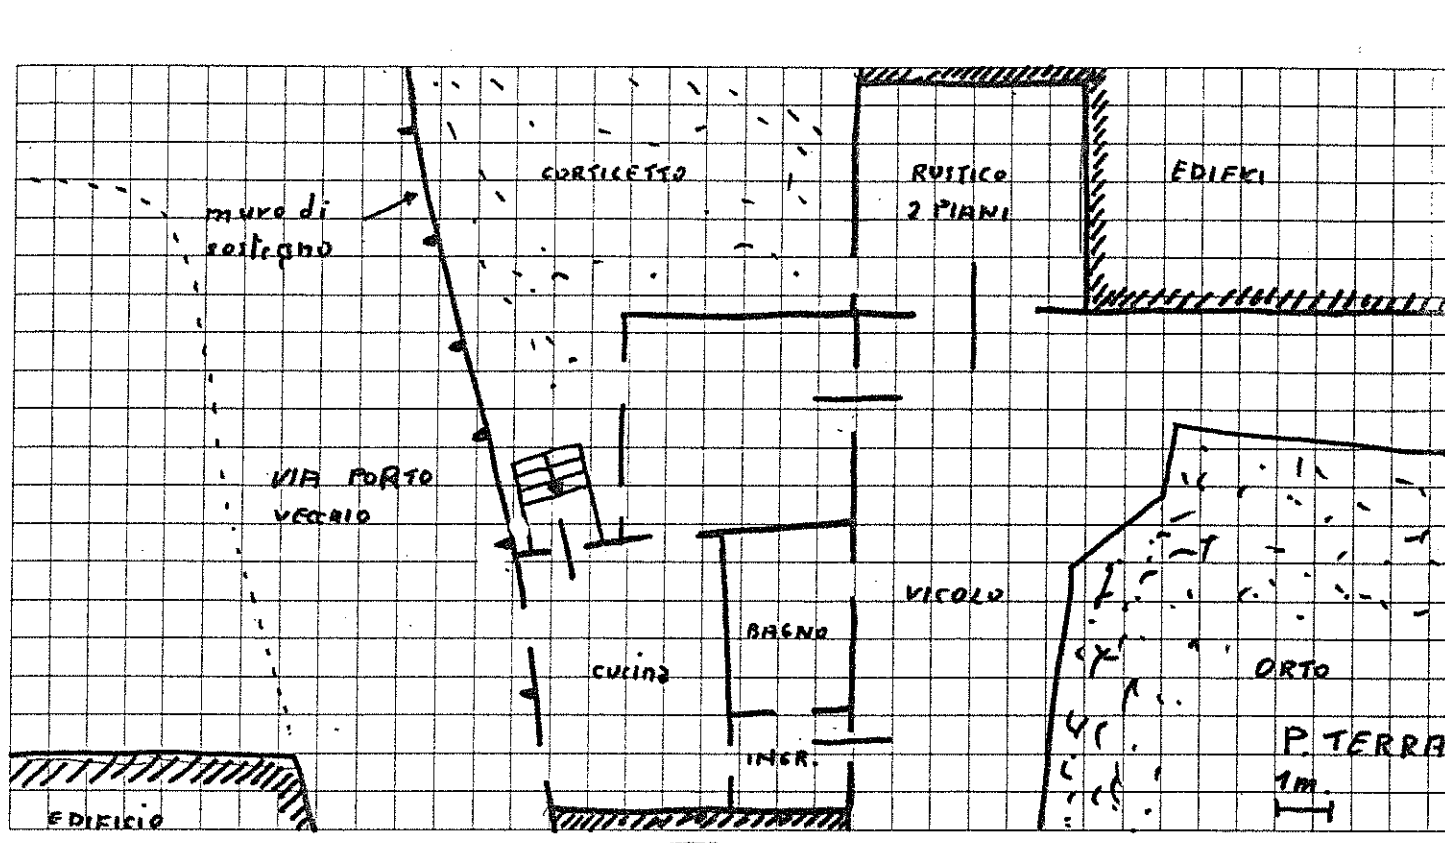 CORTICETTO
RUSTICO
2 PIANI
EDIFICI
muro di
sostegno
VIA PORTO
VECCHIO
VICOLO
BAGNO
cucina
ORTO
P. TERRA
INGR.
1m.
EDIFICIO